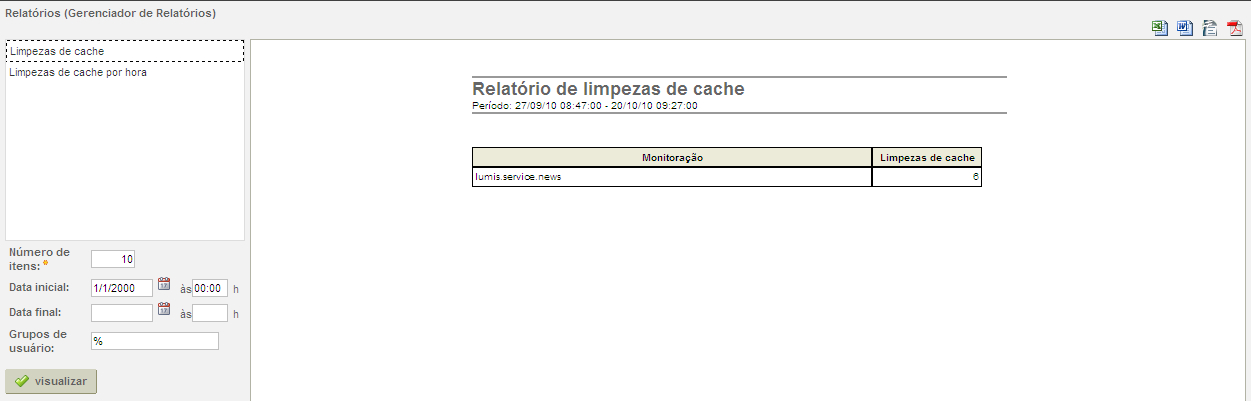 Relatórios (Gerenciador de Relatórios)
Limpezas de cache
Limpezas de cache por hora
Número de
itens:* 10
Data inicial: 1/1/2000 às 00:00 h
Data final: às h
Grupos de
usuário: %
visualizar
Relatório de limpezas de cache
Período: 27/09/10 08:47:00 - 20/10/10 09:27:00
Monitoração Limpezas de cache
lumis.service.news 6